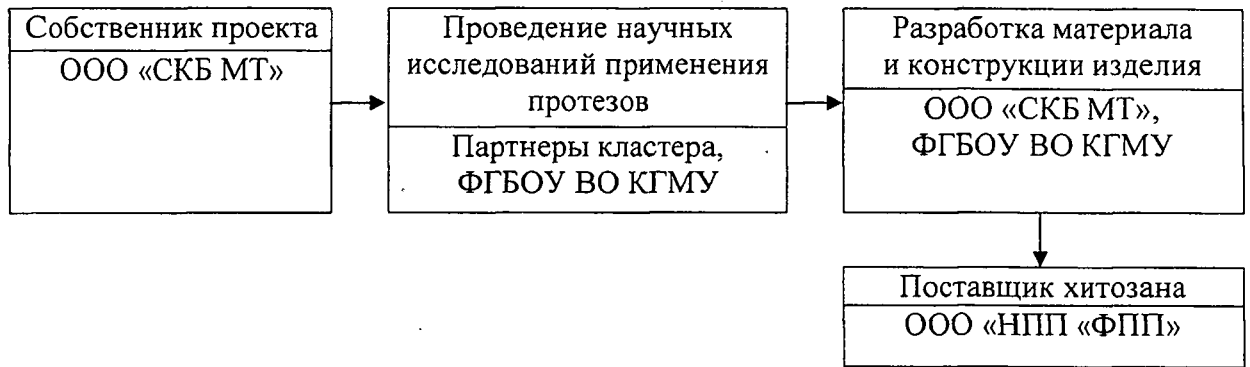 Собственник проекта
ООО «СКБ МТ»
Проведение научных
исследований применения
протезов
Партнеры кластера,
ФГБОУ ВО КГМУ
Разработка материала
и конструкции изделия
ООО «СКБ МТ»,
ФГБОУ ВО КГМУ
Поставщик хитозана
ООО «НПП «ФПП»